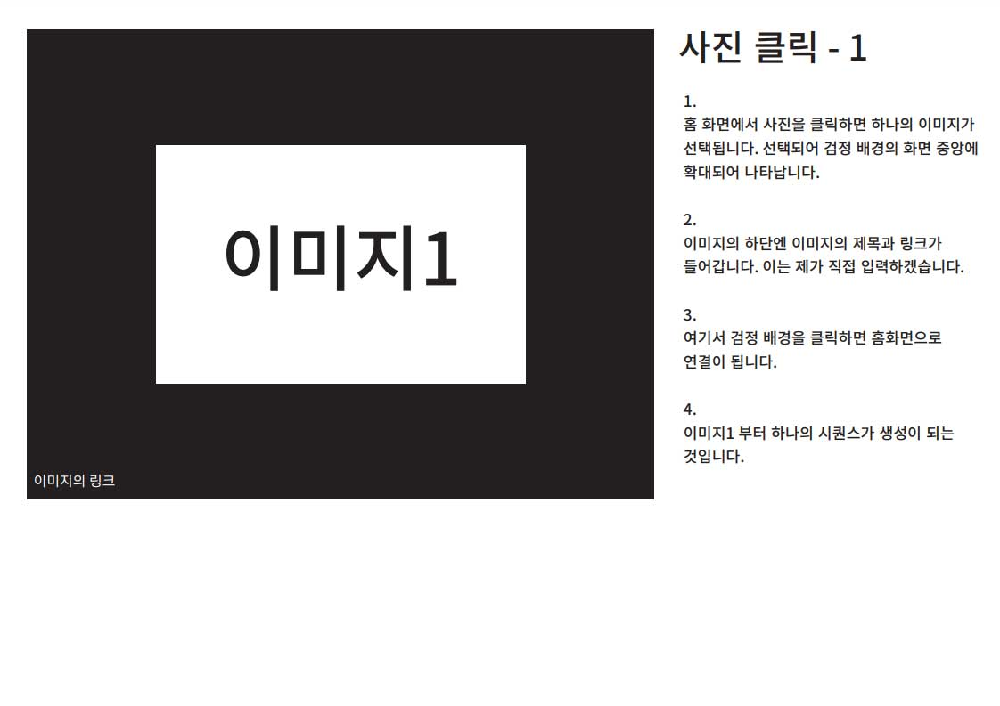 이미지1
이미지의 링크
사진 클릭 - 1
1.
홈 화면에서 사진을 클릭하면 하나의 이미지가
선택됩니다. 선택되어 검정 배경의 화면 중앙에
확대되어 나타납니다.
2.
이미지의 하단엔 이미지의 제목과 링크가
들어갑니다. 이는 제가 직접 입력하겠습니다.
3.
여기서 검정 배경을 클릭하면 홈화면으로
연결이 됩니다.
4.
이미지1 부터 하나의 시퀀스가 생성이 되는
것입니다.